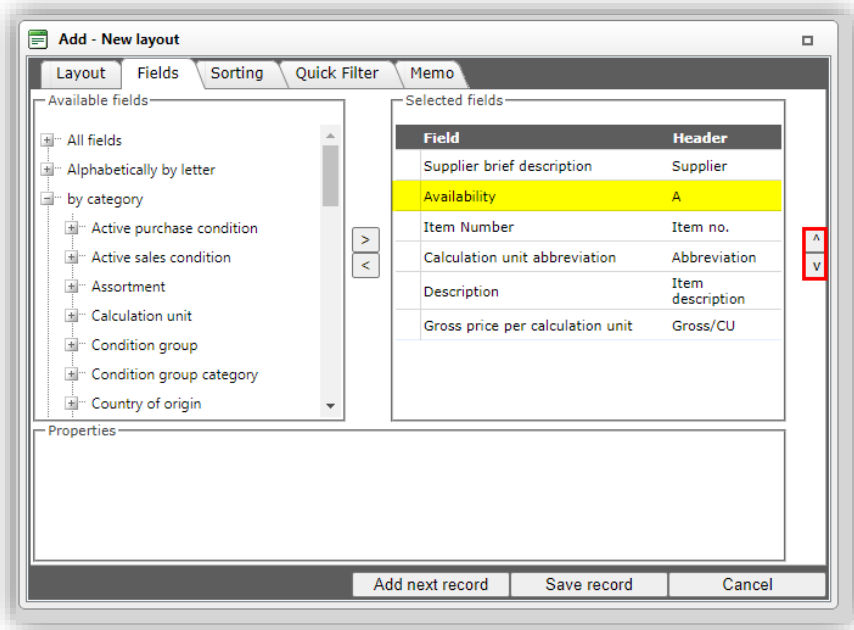 Add - New layout
Layout Fields Sorting Quick Filter Memo
Available fields
All fields
Alphabetically by letter
by category
Active purchase condition
Active sales condition
Assortment
Calculation unit
Condition group
Condition group category
Country of origin
>
<
Selected fields
Field Header
Supplier brief description Supplier
Availability A
Item Number Item no.
Calculation unit abbreviation Abbreviation
Description Item
description
Gross price per calculation unit Gross/CU
^
v
Properties
Add next record Save record Cancel